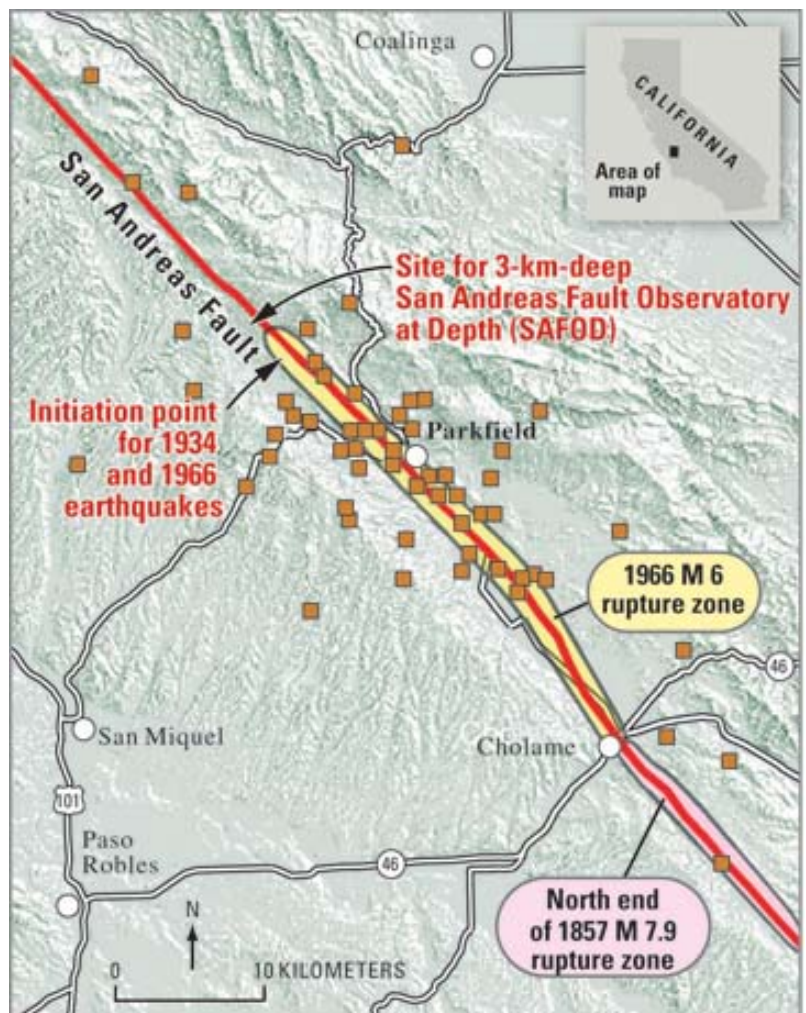 Coalinga
CALIFORNIA
Area of
map
San Andreas Fault
Site for 3-km-deep
San Andreas Fault Observatory
at Depth (SAFOD)
Initiation point
for 1934
and 1966
earthquakes
Parkfield
1966 M 6
rupture zone
46
San Miquel
Cholame
101
Paso
Robles
46
North end
of 1857 M 7.9
rupture zone
N
0
10 KILOMETERS